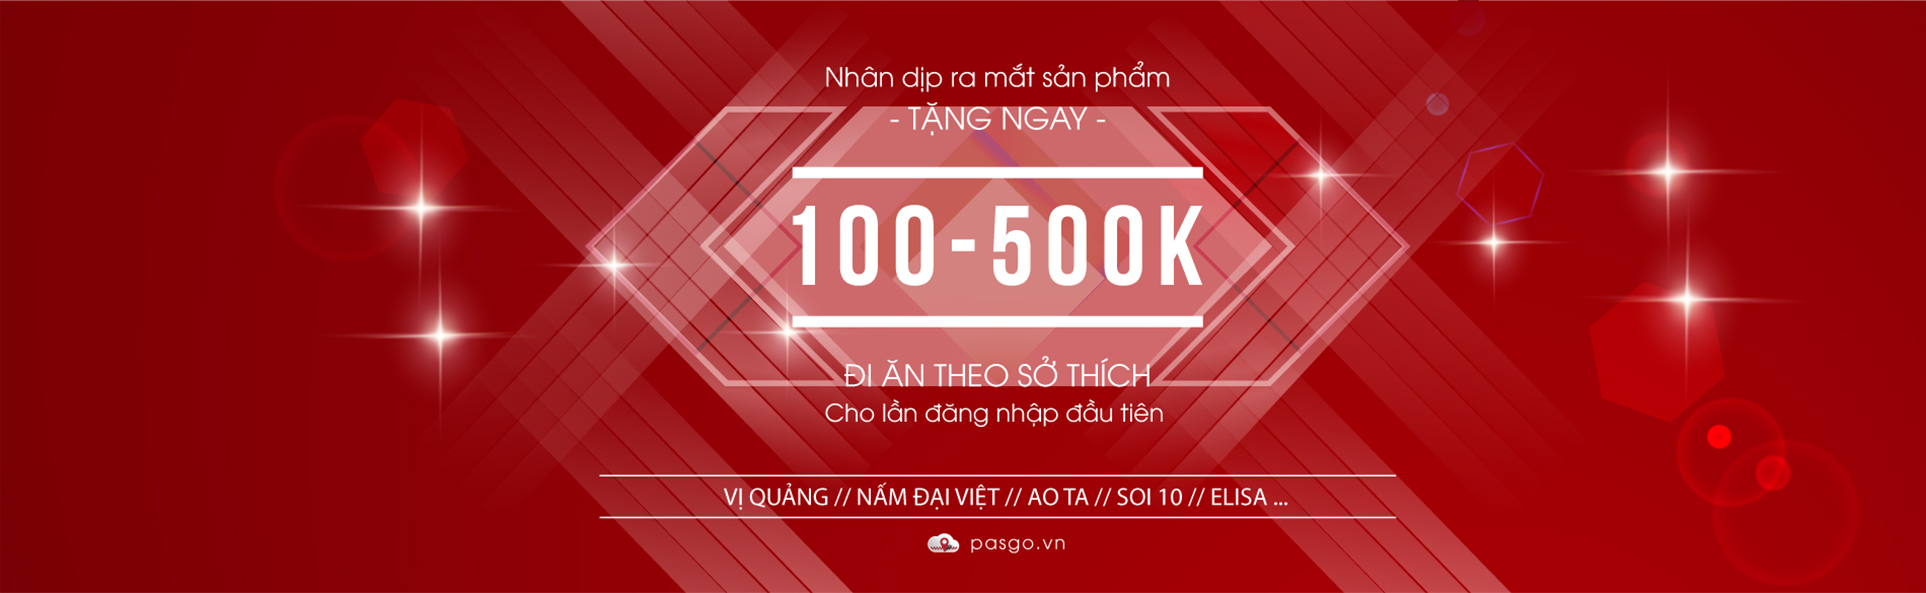 Nhân dịp ra mắt sản phẩm
- TẶNG NGAY -
100-500K
ĐI ĂN THEO SỞ THÍCH
Cho lần đăng nhập đầu tiên
VỊ QUẢNG // NẤM ĐẠI VIỆT // AO TA // SOI 10 // ELISA ...
pasgo.vn